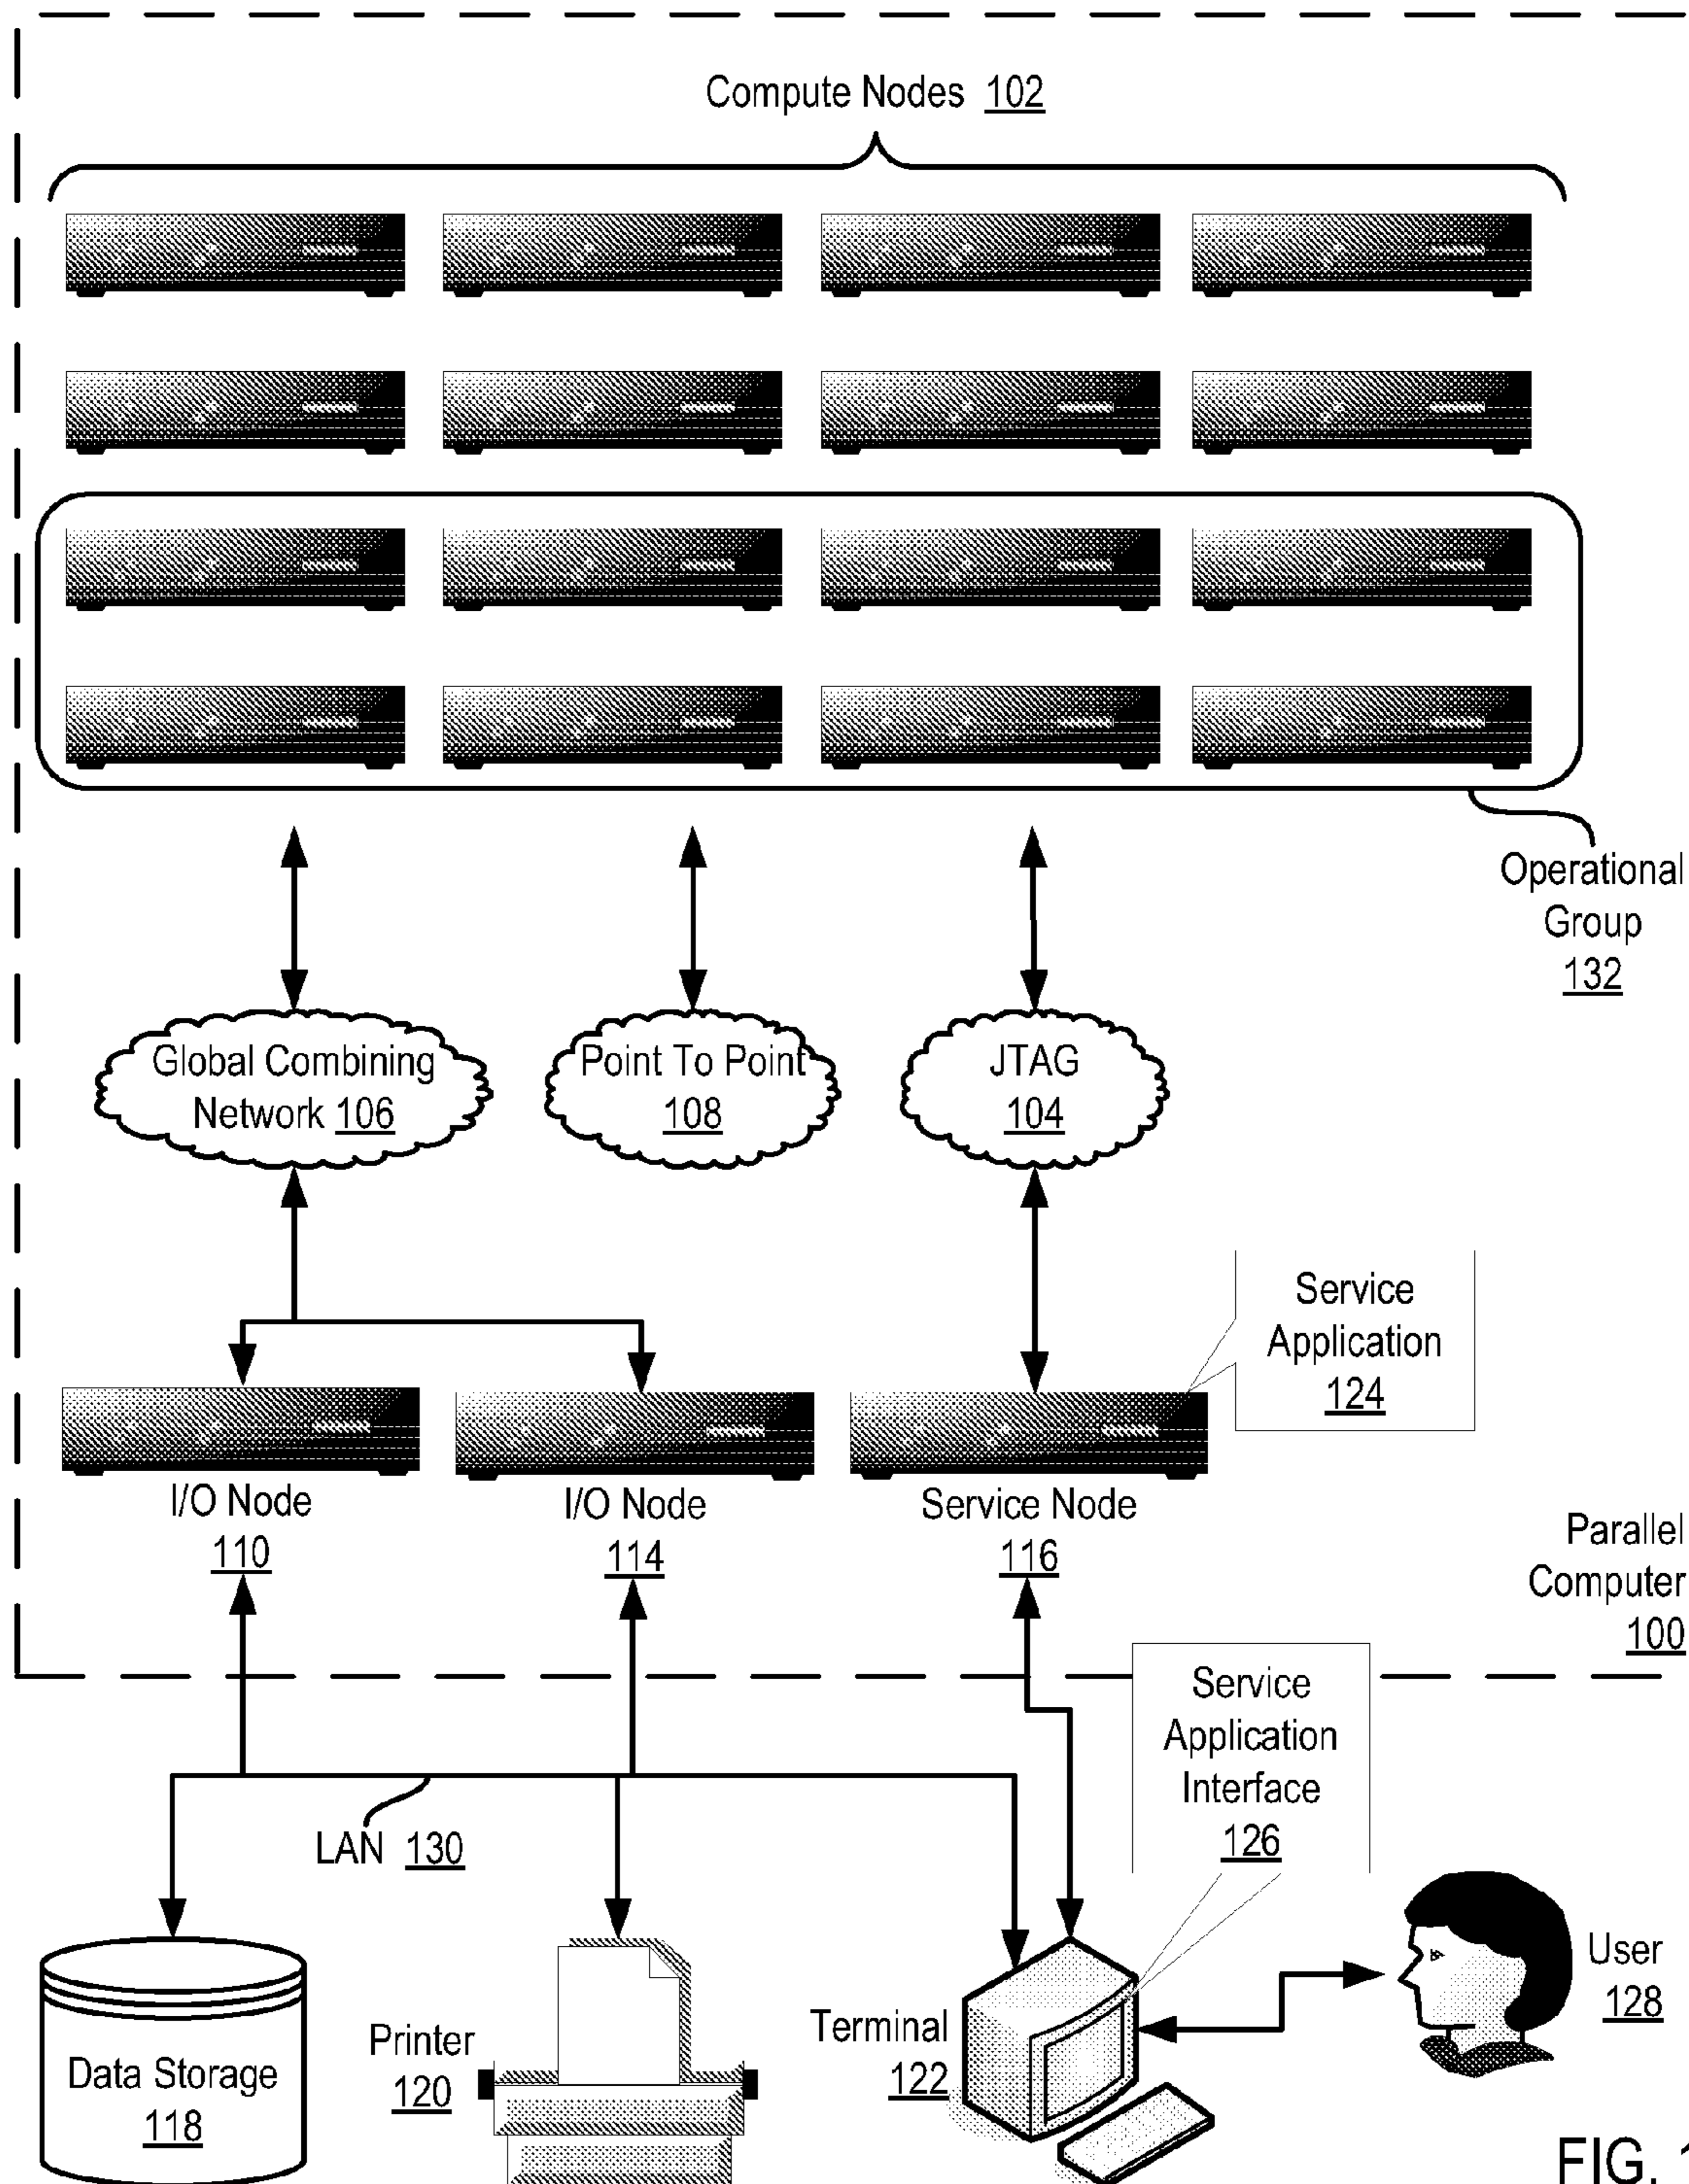 Compute Nodes 102
Operational
Group
132
Global Combining
Network 106
Point To Point
108
JTAG
104
Service
Application
124
I/O Node
110
I/O Node
114
Service Node
116
Parallel
Computer
100
Service
Application
Interface
126
LAN 130
Data Storage
118
Printer
120
Terminal
122
User
128
FIG. 1